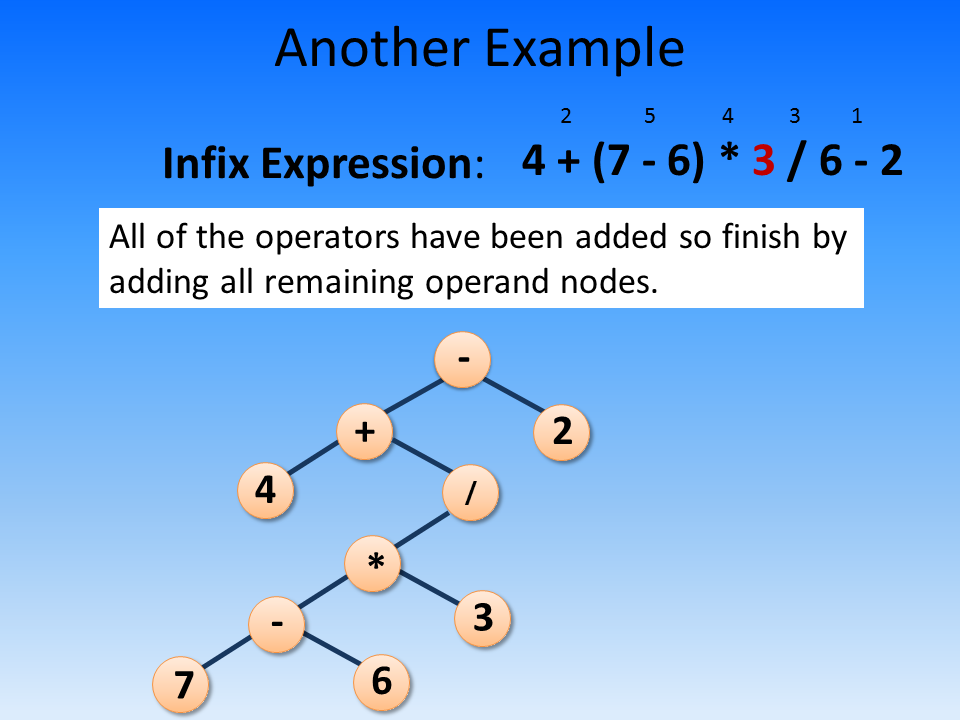 Another Example
2 5 4 3 1
Infix Expression: 4 + (7 - 6) * 3 / 6 - 2
All of the operators have been added so finish by
adding all remaining operand nodes.
-
+ 2
4 /
*
- 3
7 6